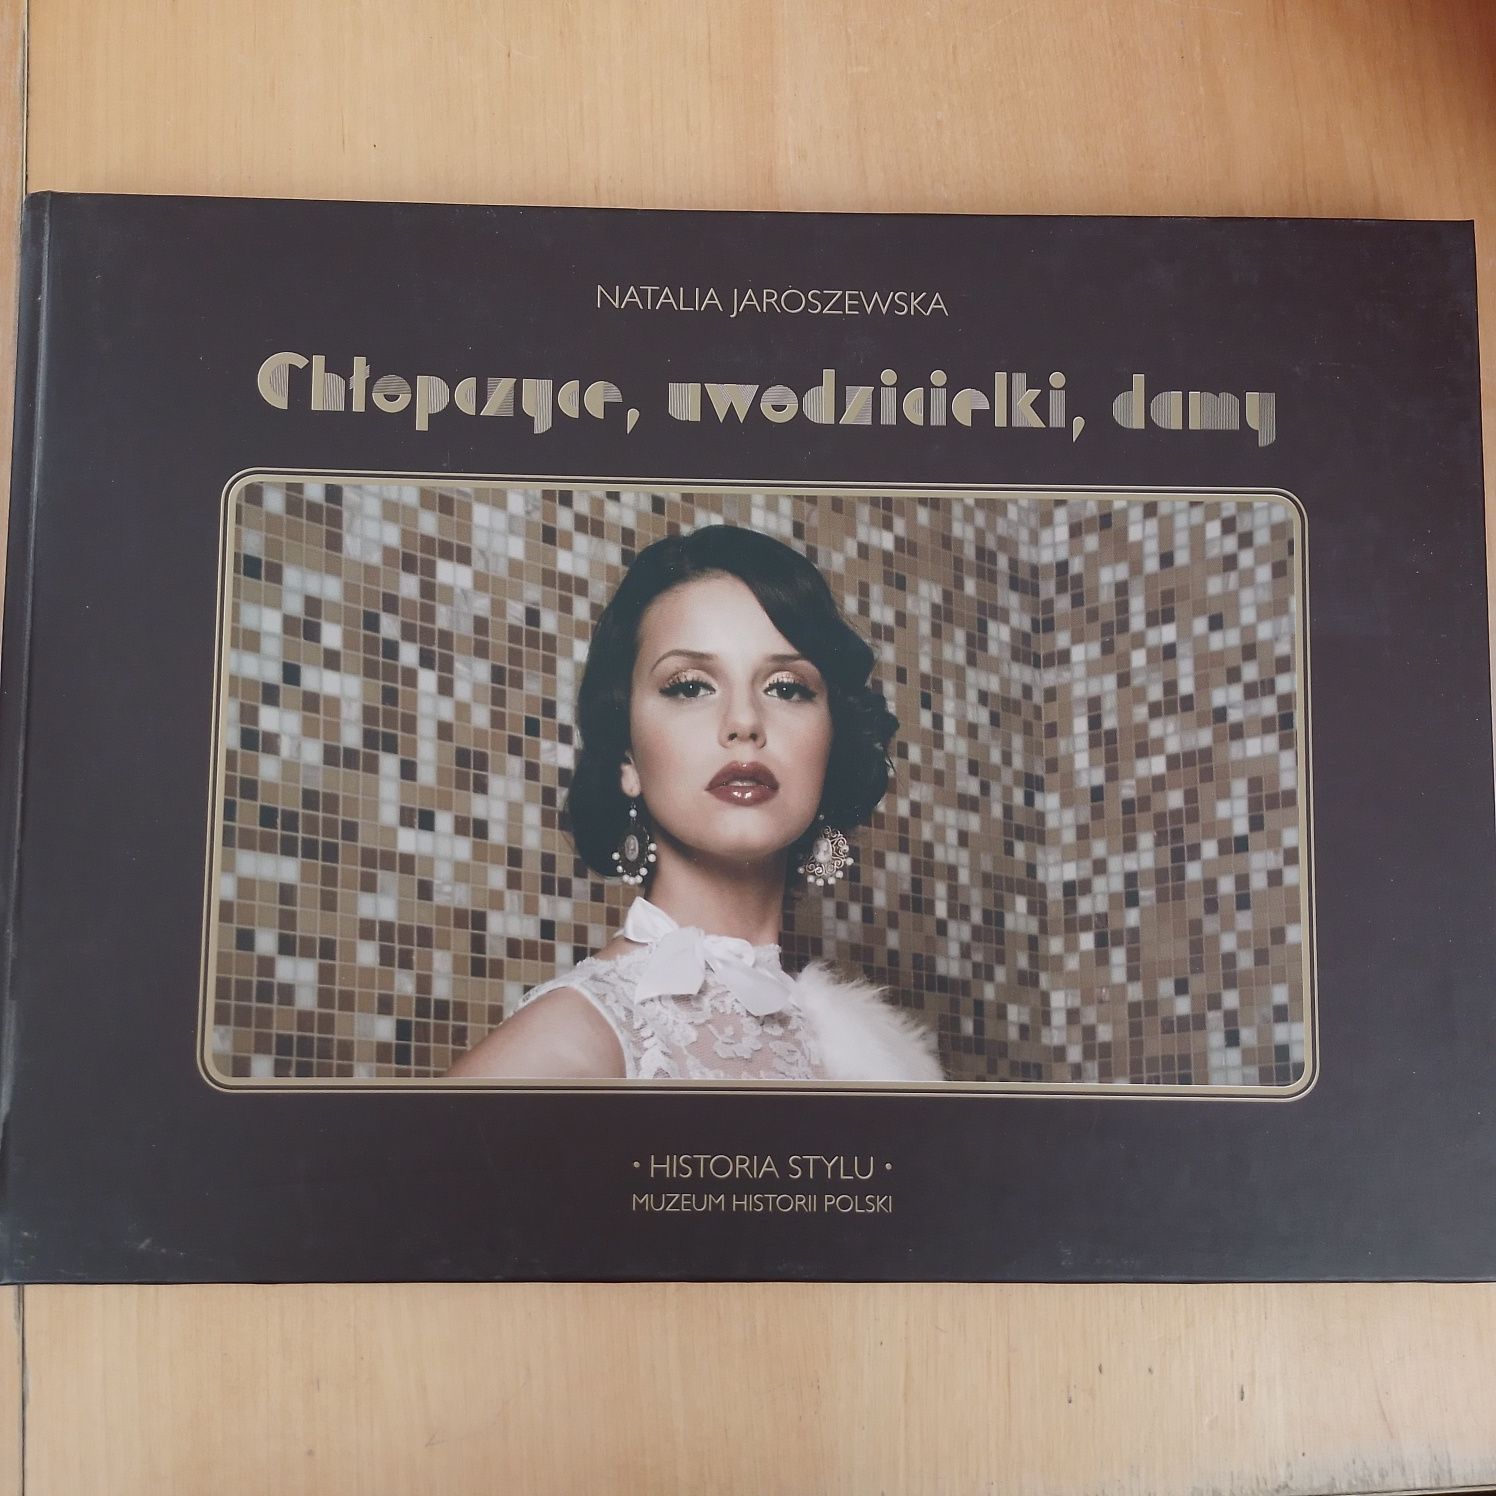 NATALIA JAROSZEWSKA
Chłopczyce, uwodzicielki, damy
• HISTORIA STYLU •
MUZEUM HISTORII POLSKI